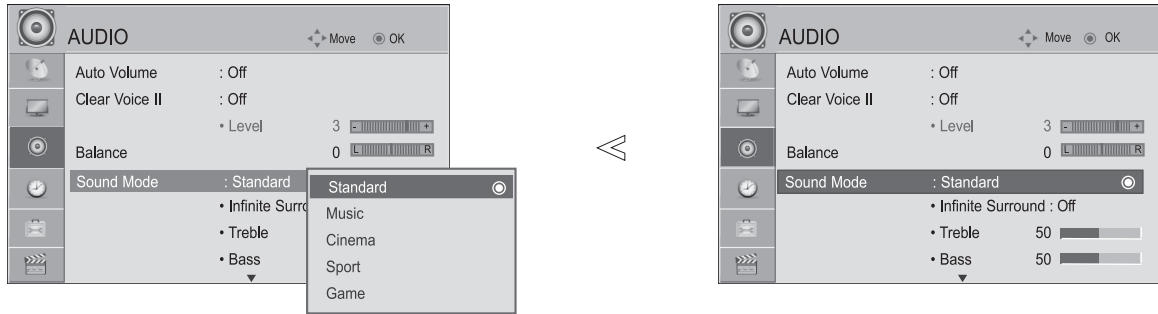 AUDIO Move OK
Auto Volume : Off
Clear Voice II : Off
• Level 3 - +
Balance 0 L R
Sound Mode : Standard
• Infinite Surro
• Treble
• Bass
Standard
Music
Cinema
Sport
Game
AUDIO Move OK
Auto Volume : Off
Clear Voice II : Off
• Level 3 - +
Balance 0 L R
Sound Mode : Standard
• Infinite Surround : Off
• Treble 50
• Bass 50